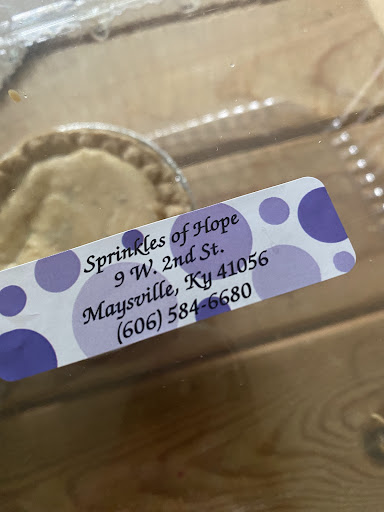 Sprinkles of Hope
9 W. 2nd St.
Maysville, Ky 41056
(606) 584-6680